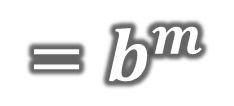 = b^m